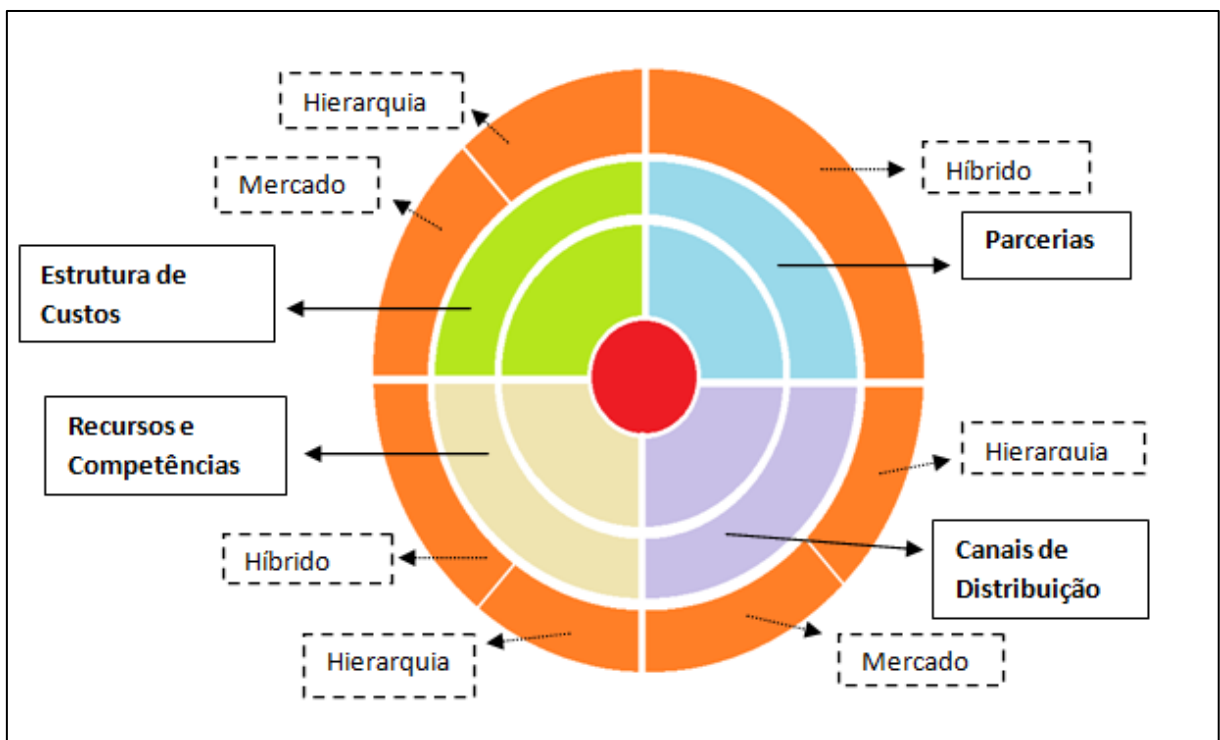 Hierarquia
Mercado
Híbrido
Parcerias
Estrutura de
Custos
Recursos e
Competências
Hierarquia
Híbrido
Canais de
Distribuição
Hierarquia
Mercado